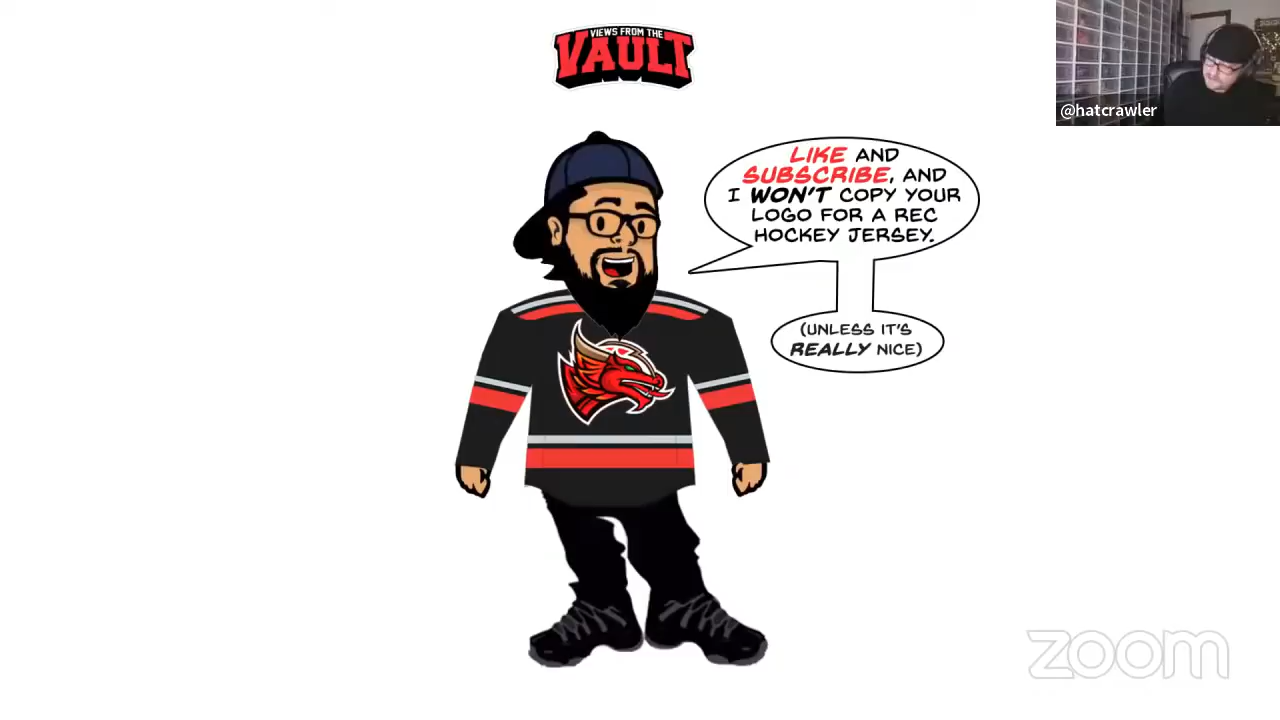 VIEWS FROM THE
VAULT
@hatcrawler
LIKE AND
SUBSCRIBE, AND
I WON'T COPY YOUR
LOGO FOR A REC
HOCKEY JERSEY.
(UNLESS IT'S
REALLY NICE)
zoom